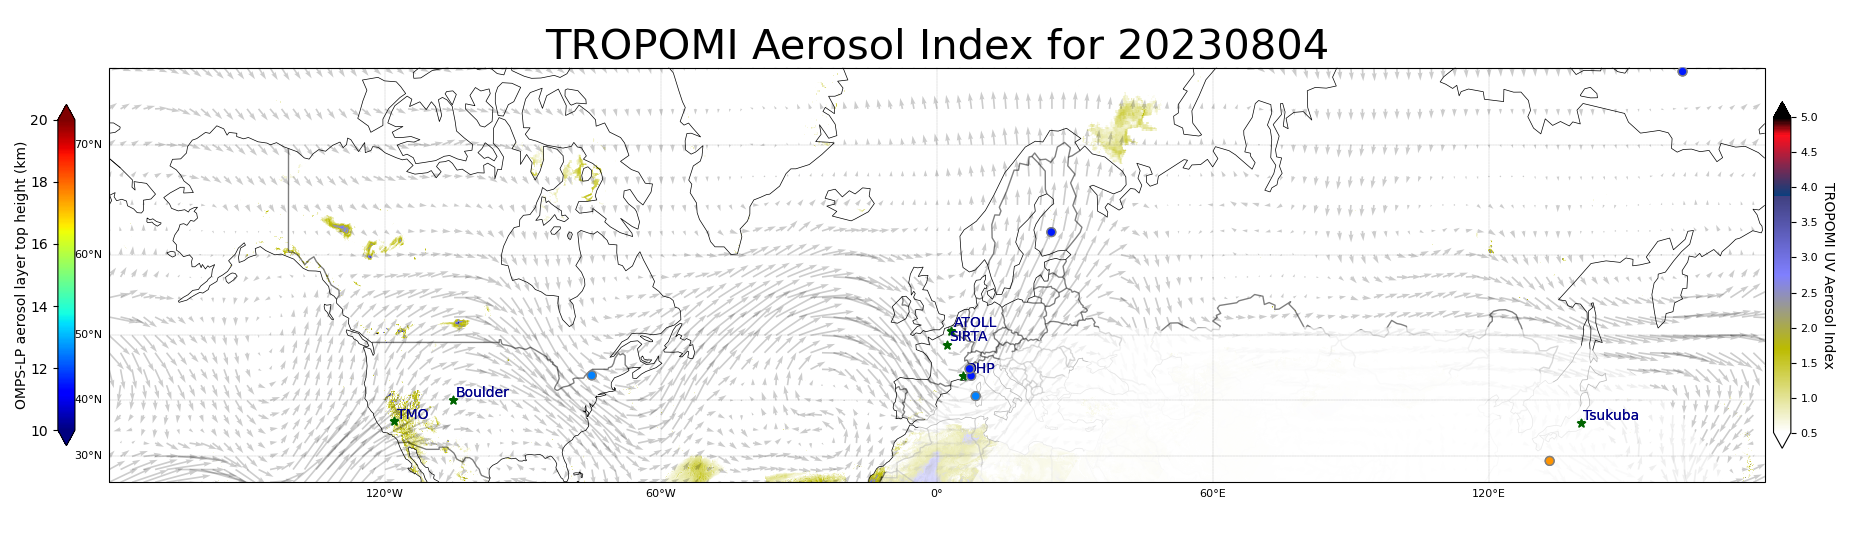 TROPOMI Aerosol Index for 20230804
OMPS-LP aerosol layer top height (km)
20
18
16
14
12
10
70°N
60°N
50°N
40°N
30°N
120°W
60°W
0°
60°E
120°E
ATOLL
SIRTA
OHP
Boulder
TMO
Tsukuba
5.0
4.5
4.0
3.5
3.0
2.5
2.0
1.5
1.0
0.5
TROPOMI UV Aerosol Index